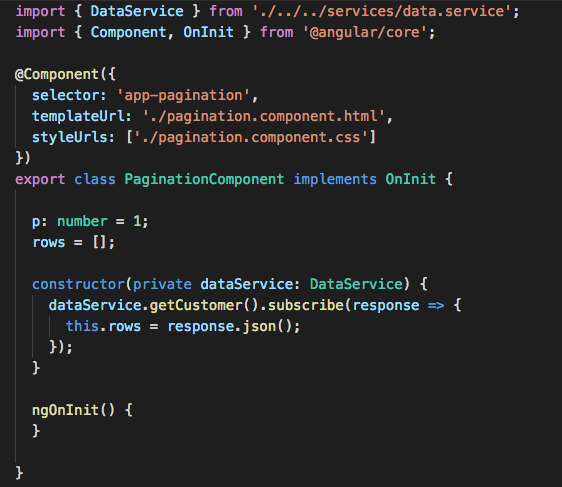 import { DataService } from './../../services/data.service';
import { Component, OnInit } from '@angular/core';

@Component({
  selector: 'app-pagination',
  templateUrl: './pagination.component.html',
  styleUrls: ['./pagination.component.css']
})
export class PaginationComponent implements OnInit {

  p: number = 1;
  rows = [];

  constructor(private dataService: DataService) {
    dataService.getCustomer().subscribe(response => {
      this.rows = response.json();
    });
  }

  ngOnInit() {
  }

}